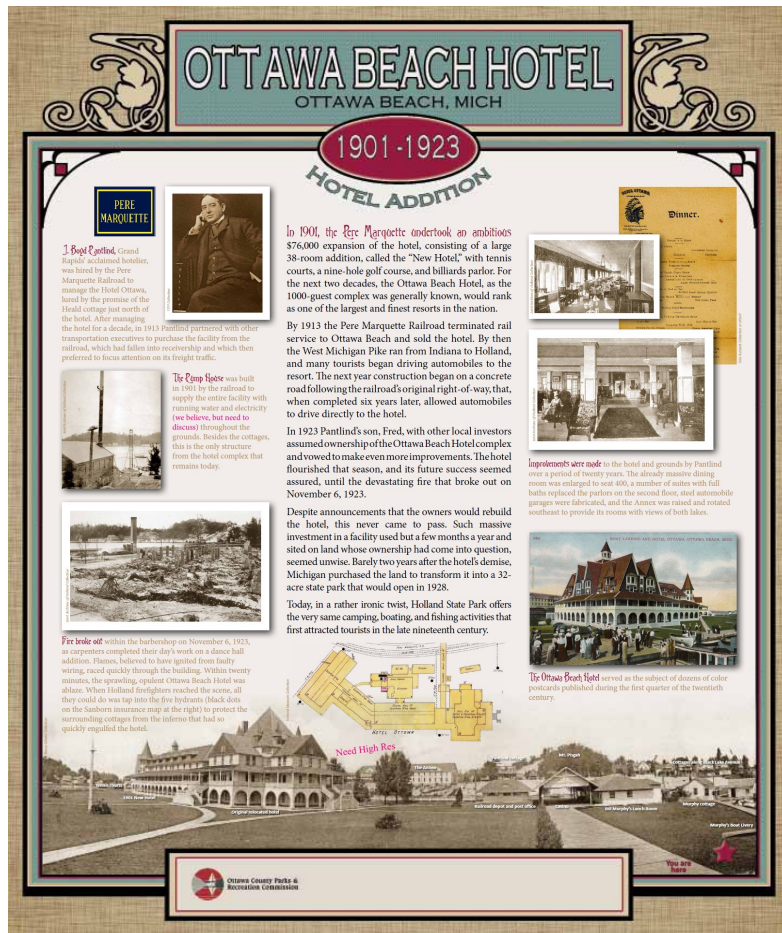 OTTAWA BEACH HOTEL
OTTAWA BEACH, MICH
1901-1923
HOTEL ADDITION
PERE
MARQUETTE
J. Boyd Pantlind, Grand
Rapids' acclaimed hotelier,
was hired by the Pere
Marquette Railroad to
manage the Hotel Ottawa,
lured by the promise of the
Heald cottage just north of
the hotel. After managing
the hotel for a decade, in 1913 Pantlind partnered with other
transportation executives to purchase the facility from the
railroad, which had fallen into receivership and which then
preferred to focus attention on its freight traffic.
The Pump House was built
in 1901 by the railroad to
supply the entire facility with
running water and electricity
(we believe, but need to
discuss) throughout the
grounds. Besides the cottages,
this is the only structure
from the hotel complex that
remains today.
Fire broke out within the barbershop on November 6, 1923,
as carpenters completed their day's work on a dance hall
addition. Flames, believed to have ignited from faulty
wiring, raced quickly through the building. Within twenty
minutes, the sprawling, opulent Ottawa Beach Hotel was
ablaze. When Holland firefighters reached the scene, all
they could do was tap into the five hydrants (black dots
on the Sanborn insurance map at the right) to protect the
surrounding cottages from the inferno that had so
quickly engulfed the hotel.
In 1901, the Pere Marquette undertook an ambitious
$76,000 expansion of the hotel, consisting of a large
38-room addition, called the "New Hotel," with tennis
courts, a nine-hole golf course, and billiards parlor. For
the next two decades, the Ottawa Beach Hotel, as the
1000-guest complex was generally known, would rank
as one of the largest and finest resorts in the nation.
By 1913 the Pere Marquette Railroad terminated rail
service to Ottawa Beach and sold the hotel. By then
the West Michigan Pike ran from Indiana to Holland,
and many tourists began driving automobiles to the
resort. The next year construction began on a concrete
road following the railroad's original right-of-way, that,
when completed six years later, allowed automobiles
to drive directly to the hotel.
In 1923 Pantlind's son, Fred, with other local investors
assumed ownership of the Ottawa Beach Hotel complex
and vowed to make even more improvements. The hotel
flourished that season, and its future success seemed
assured, until the devastating fire that broke out on
November 6, 1923.
Despite announcements that the owners would rebuild
the hotel, this never came to pass. Such massive
investment in a facility used but a few months a year and
sited on land whose ownership had come into question,
seemed unwise. Barely two years after the hotel's demise,
Michigan purchased the land to transform it into a 32-
acre state park that would open in 1928.
Today, in a rather ironic twist, Holland State Park offers
the very same camping, boating, and fishing activities that
first attracted tourists in the late nineteenth century.
HOTEL OTTAWA
Need High Res
Dinner.
Improvements were made to the hotel and grounds by Pantlind
over a period of twenty years. The already massive dining
room was enlarged to seat 400, a number of suites with full
baths replaced the parlors on the second floor, steel automobile
garages were fabricated, and the Annex was raised and rotated
southeast to provide its rooms with views of both lakes.
The Ottawa Beach Hotel served as the subject of dozens of color
postcards published during the first quarter of the twentieth
century.
1901 New Hotel
Original relocated hotel
The Annex
Railroad depot and post office
Casino
Mt. Pisgah
Murphy cottage
Murphy's Boat Livery
You are
here
Ottawa County Parks &
Recreation Commission